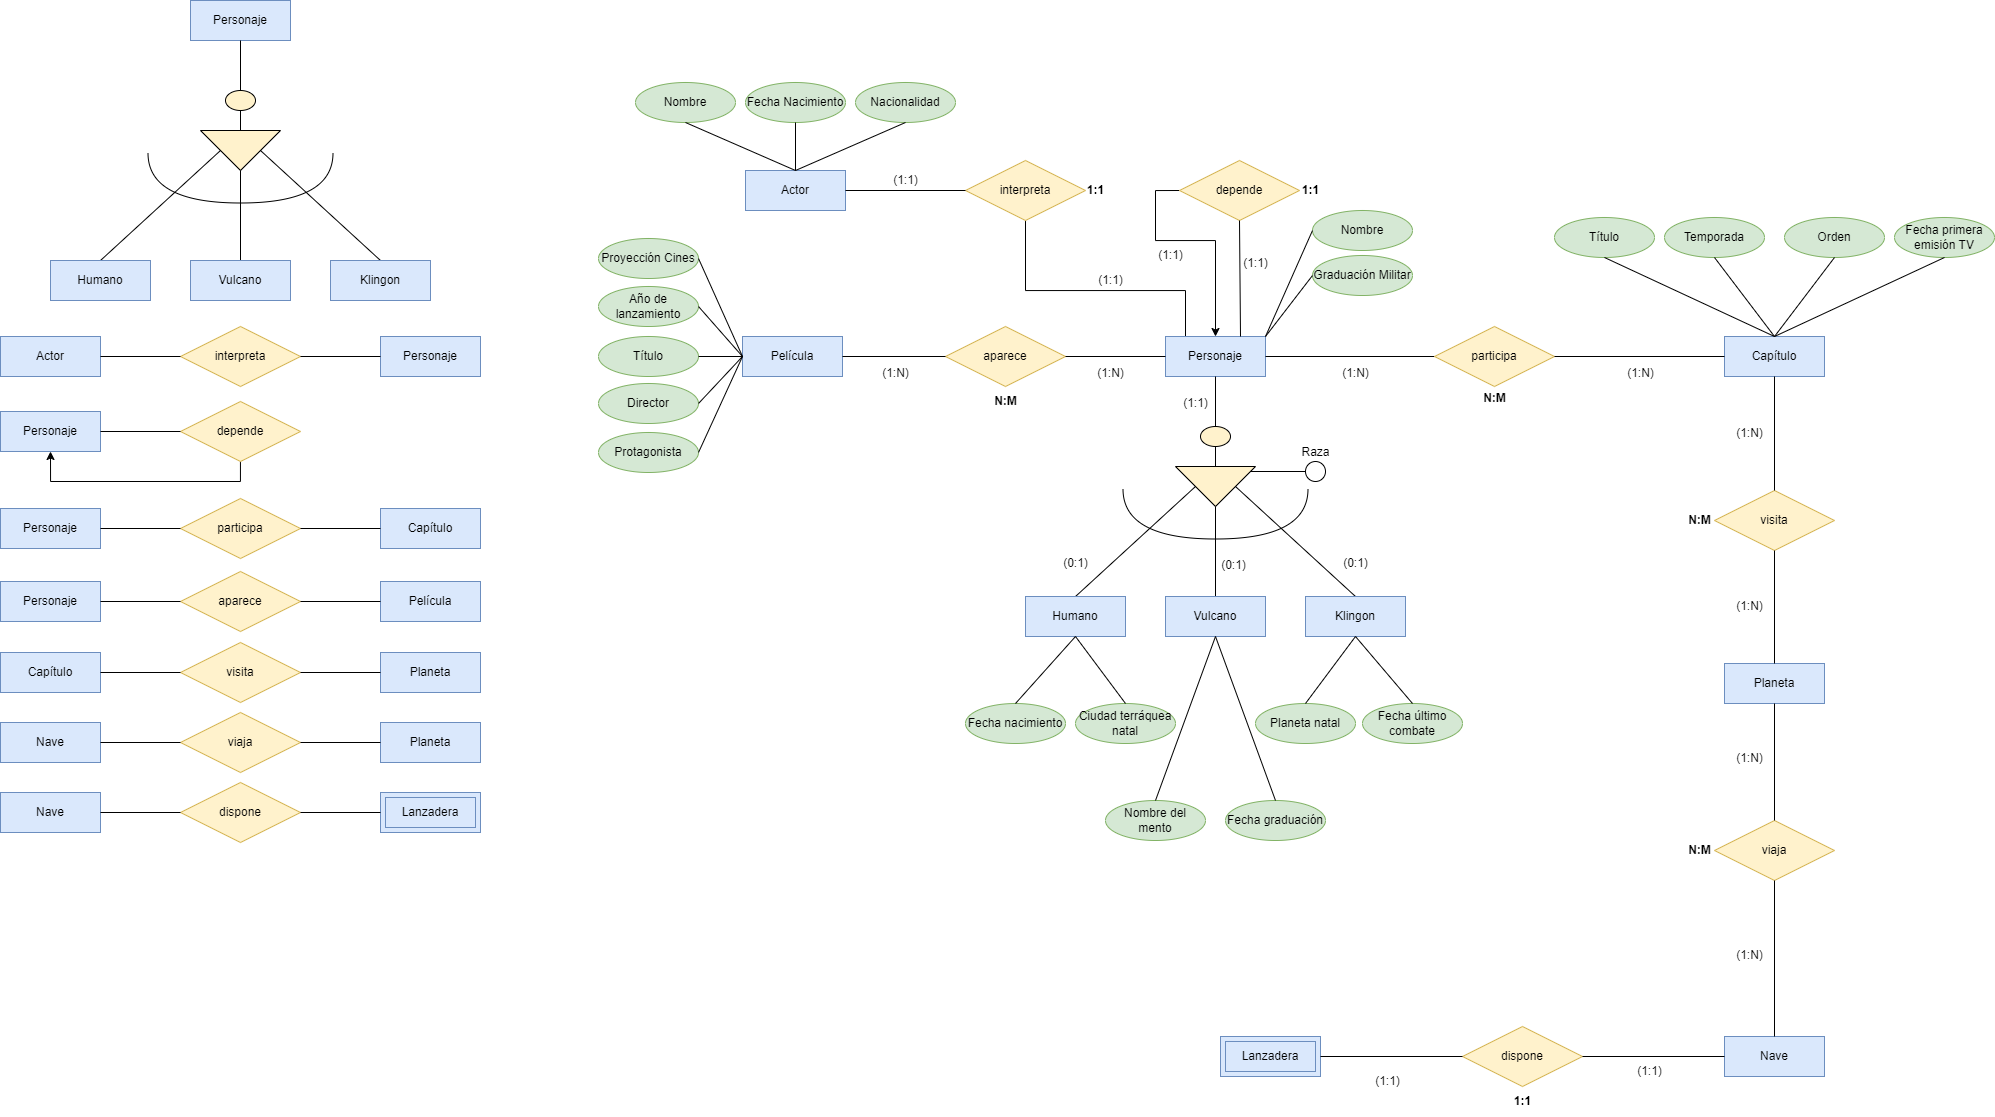 Personaje
Humano
Vulcano
Klingon
Actor
interpreta
Personaje
Personaje
depende
Personaje
participa
Capítulo
Personaje
aparece
Película
Capítulo
visita
Planeta
Nave
viaja
Planeta
Nave
dispone
Lanzadera
Nombre
Fecha Nacimiento
Nacionalidad
Actor
(1:1)
interpreta
1:1
(1:1)
depende
1:1
(1:1)
(1:1)
Nombre
Graduación Militar
Proyección Cines
Año de
lanzamiento
Título
Director
Protagonista
Película
(1:N)
aparece
N:M
(1:N)
Personaje
(1:N)
participa
N:M
(1:N)
Capítulo
Título
Temporada
Orden
Fecha primera
emisión TV
(1:1)
Raza
(0:1)
(0:1)
(0:1)
Humano
Vulcano
Klingon
Fecha nacimiento
Ciudad terráquea
natal
Planeta natal
Fecha último
combate
Nombre del
mento
Fecha graduación
(1:N)
N:M
visita
(1:N)
Planeta
(1:N)
N:M
viaja
(1:N)
Lanzadera
(1:1)
dispone
1:1
(1:1)
Nave